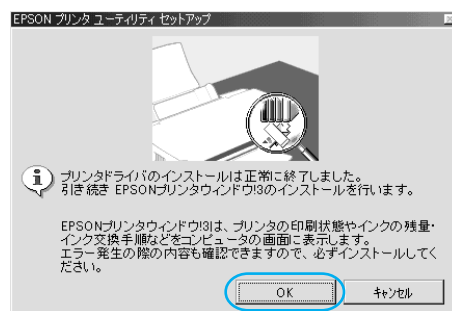 EPSON プリンタ ユーティリティ セットアップ
プリンタドライバのインストールは正常に終了しました。
引き続き EPSONプリンタウィンドウ!3のインストールを行います。
EPSONプリンタウィンドウ!3は、プリンタの印刷状態やインクの残量・
インク交換手順などをコンピュータの画面に表示します。
エラー発生の際の内容も確認できますので、必ずインストールしてく
ださい。
OK
キャンセル